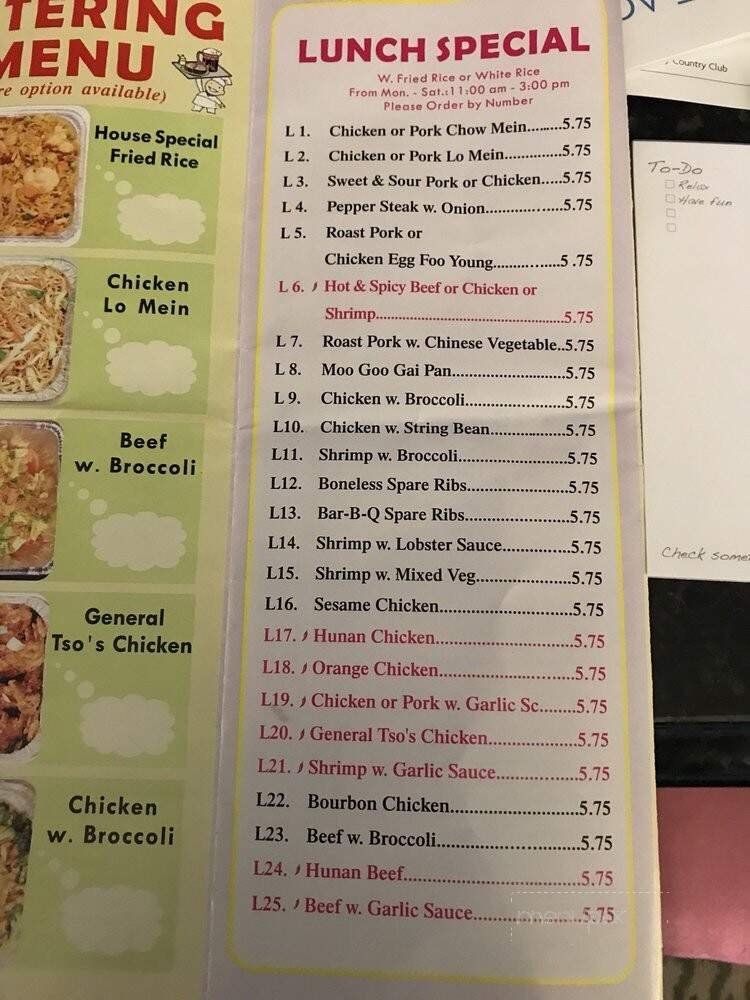 TERING
MENU
re option available)
House Special
Fried Rice
Chicken
Lo Mein
Beef
w. Broccoli
General
Tso's Chicken
Chicken
w. Broccoli
LUNCH SPECIAL
W. Fried Rice or White Rice
From Mon. - Sat.:11:00 am - 3:00 pm
Please Order by Number
L 1. Chicken or Pork Chow Mein.......5.75
L 2. Chicken or Pork Lo Mein............5.75
L 3. Sweet & Sour Pork or Chicken.....5.75
L 4. Pepper Steak w. Onion................5.75
L 5. Roast Pork or
Chicken Egg Foo Young..............5.75
L 6. Hot & Spicy Beef or Chicken or
Shrimp..............................................5.75
L 7. Roast Pork w. Chinese Vegetable..5.75
L 8. Moo Goo Gai Pan.........................5.75
L 9. Chicken w. Broccoli......................5.75
L10. Chicken w. String Bean................5.75
L11. Shrimp w. Broccoli........................5.75
L12. Boneless Spare Ribs......................5.75
L13. Bar-B-Q Spare Ribs.......................5.75
L14. Shrimp w. Lobster Sauce..............5.75
L15. Shrimp w. Mixed Veg....................5.75
L16. Sesame Chicken............................5.75
L17. Hunan Chicken.............................5.75
L18. Orange Chicken............................5.75
L19. Chicken or Pork w. Garlic Sc.......5.75
L20. General Tso's Chicken..................5.75
L21. Shrimp w. Garlic Sauce.................5.75
L22. Bourbon Chicken..........................5.75
L23. Beef w. Broccoli.............................5.75
L24. Hunan Beef...................................5.75
L25. Beef w. Garlic Sauce......................5.75
Country Club
To-Do
Relax
Have fun
Check some